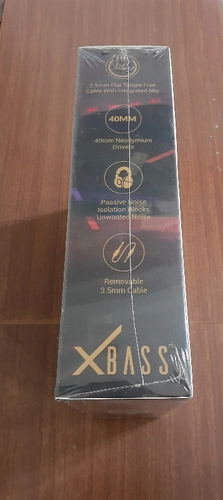 3.5mm Flat Tangle Free
Cable With Integrated Mic
40MM
40mm Neodymium
Drivers
Passive Noise
Isolation Blocks
Unwanted Noise
Removable
3.5mm Cable
XBASS